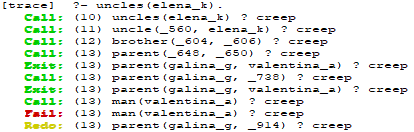 [trace]  ?- uncles(elena_k).
Call: (10) uncles(elena_k) ? creep
Call: (11) uncle(_560, elena_k) ? creep
Call: (12) brother(_604, _606) ? creep
Call: (13) parent(_648, _650) ? creep
Exit: (13) parent(galina_g, valentina_a) ? creep
Call: (13) parent(galina_g, _738) ? creep
Exit: (13) parent(galina_g, valentina_a) ? creep
Call: (13) man(valentina_a) ? creep
Fail: (13) man(valentina_a) ? creep
Redo: (13) parent(galina_g, _914) ? creep